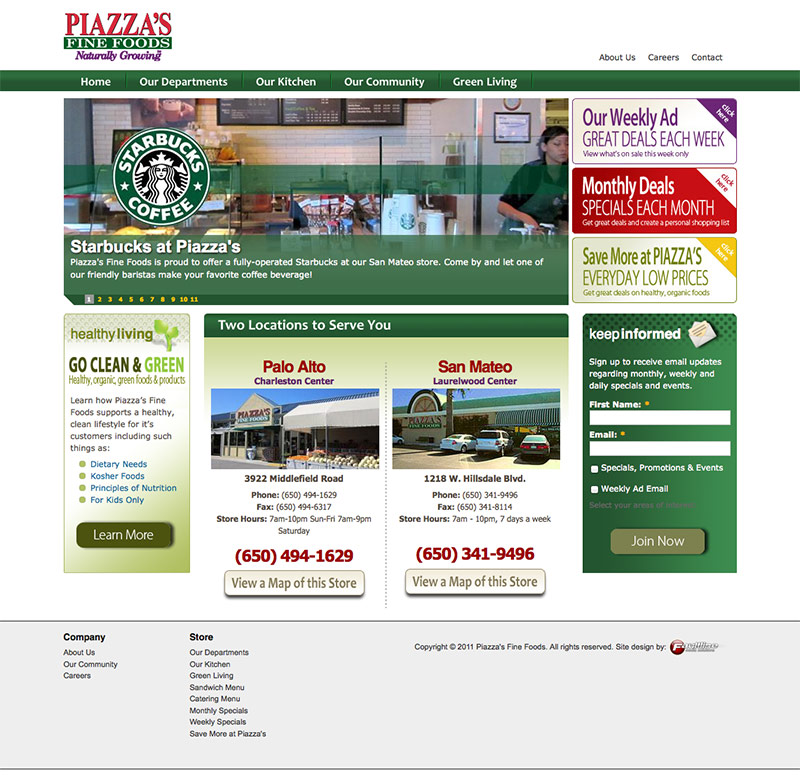 PIAZZA'S
FINE FOODS
Naturally Growing
About Us Careers Contact
Home Our Departments Our Kitchen Our Community Green Living
STARBUCKS
COFFEE
Starbucks at Piazza's
Piazza's Fine Foods is proud to offer a fully-operated Starbucks at our San Mateo store. Come by and let one of
our friendly baristas make your favorite coffee beverage!
1 2 3 4 5 6 7 8 9 10 11
Our Weekly Ad
GREAT DEALS EACH WEEK
View what's on sale this week only
click here
Monthly Deals
SPECIALS EACH MONTH
Get great deals and create a personal shopping list
click here
Save More at PIAZZA'S
EVERYDAY LOW PRICES
Get great deals on healthy, organic foods
click here
healthy living
GO CLEAN & GREEN
Healthy, organic, green foods & products
Learn how Piazza's Fine
Foods supports a healthy,
clean lifestyle for it's
customers including such
things as:
Dietary Needs
Kosher Foods
Principles of Nutrition
For Kids Only
Learn More
Two Locations to Serve You
Palo Alto
Charleston Center
PIAZZA'S
FINE FOODS
3922 Middlefield Road
Phone: (650) 494-1629
Fax: (650) 494-6317
Store Hours: 7am-10pm Sun-Fri 7am-9pm
Saturday
(650) 494-1629
View a Map of this Store
San Mateo
Laurelwood Center
PIAZZA'S
FINE FOODS
1218 W. Hillsdale Blvd.
Phone: (650) 341-9496
Fax: (650) 341-8114
Store Hours: 7am - 10pm, 7 days a week
(650) 341-9496
View a Map of this Store
keep informed
Sign up to receive email updates
regarding monthly, weekly and
daily specials and events.
First Name: *
Email: *
Specials, Promotions & Events
Weekly Ad Email
Select your areas of interest
Join Now
Company
About Us
Our Community
Careers
Store
Our Departments
Our Kitchen
Green Living
Sandwich Menu
Catering Menu
Monthly Specials
Weekly Specials
Save More at Piazza's
Copyright © 2011 Piazza's Fine Foods. All rights reserved. Site design by: